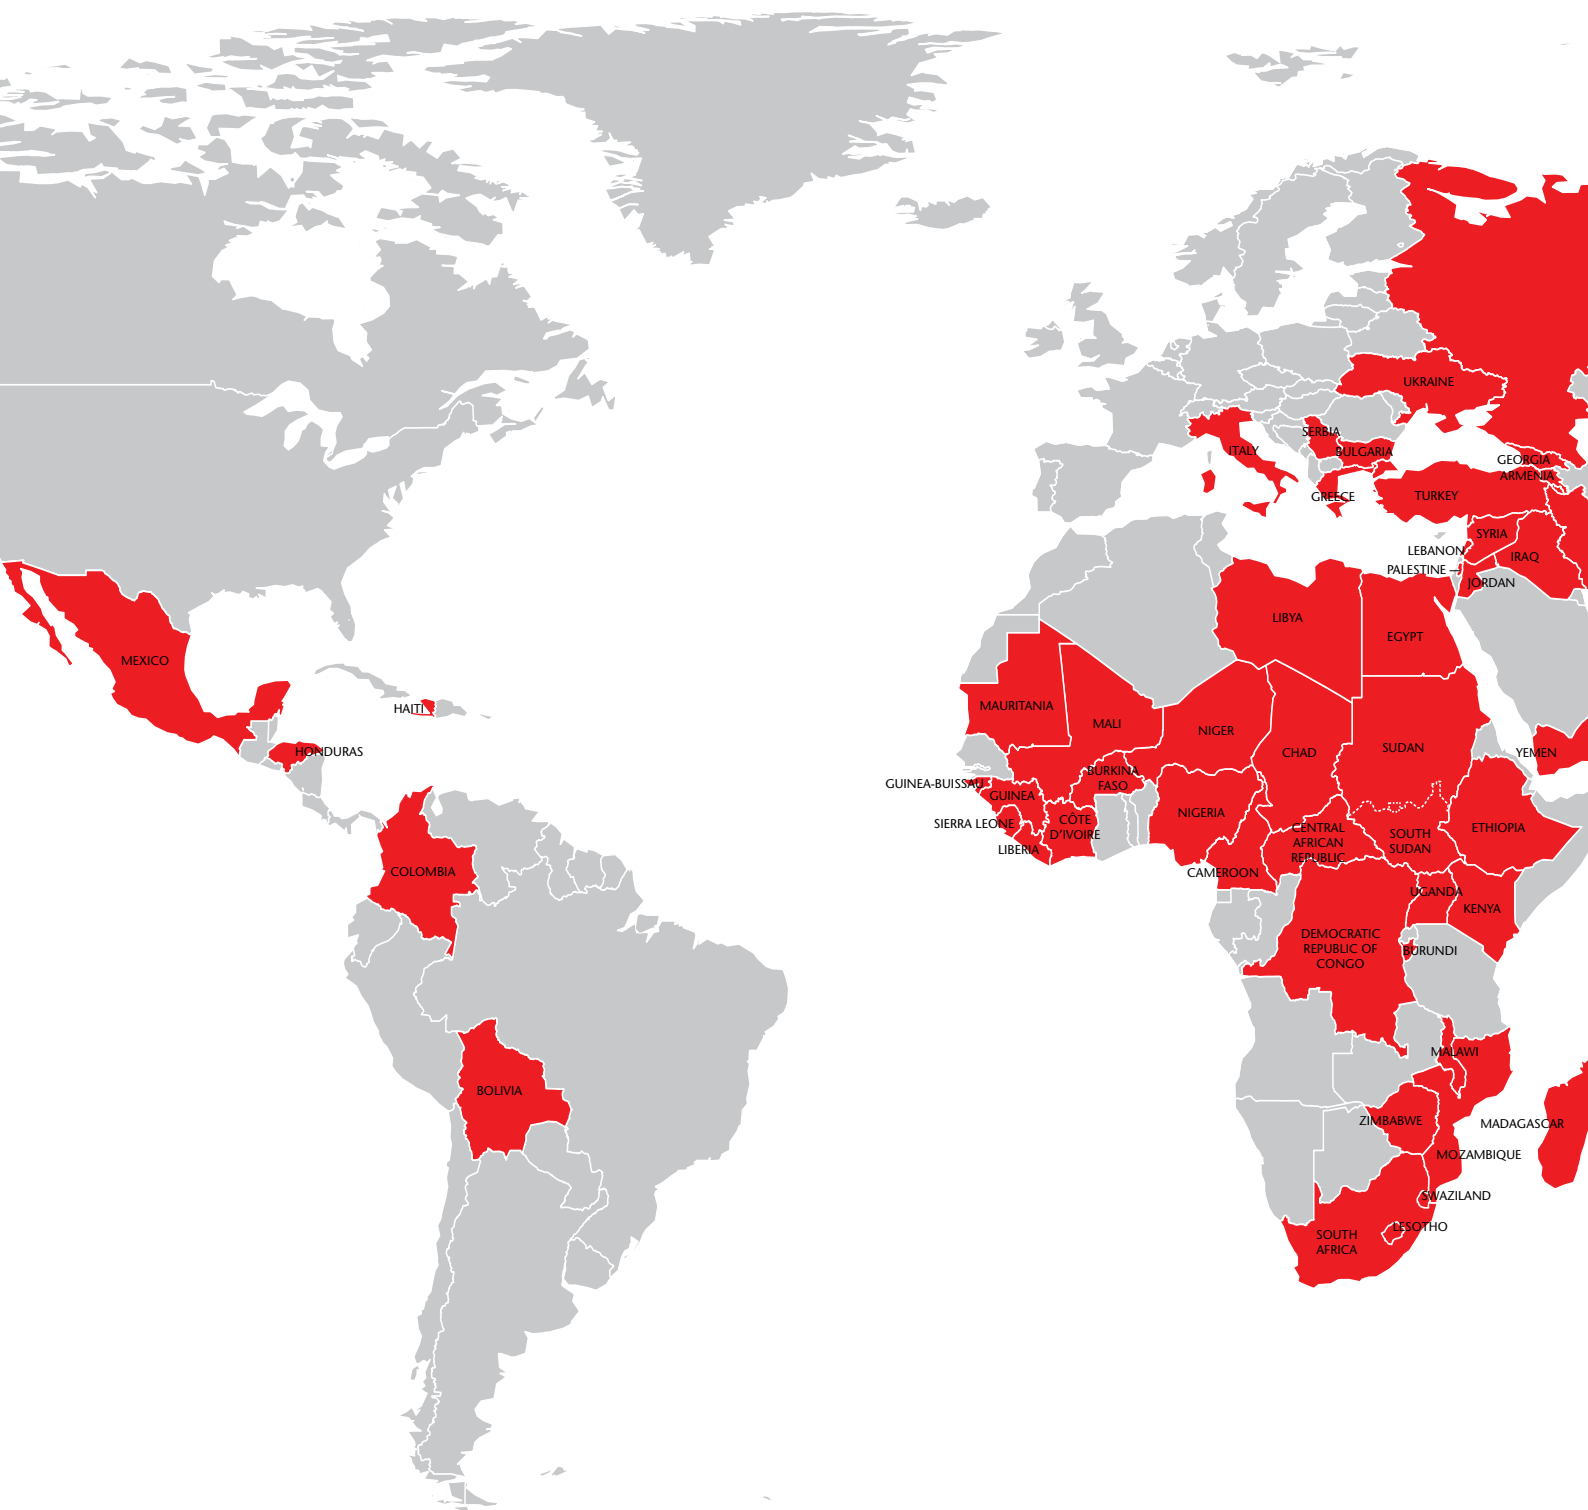 UKRAINE
SERBIA
ITALY
BULGARIA
GEORGIA
ARMENIA
GREECE
TURKEY
SYRIA
LEBANON
IRAQ
PALESTINE
JORDAN
LIBYA
EGYPT
MEXICO
HAITI
HONDURAS
MAURITANIA
MALI
NIGER
CHAD
SUDAN
YEMEN
BURKINA
FASO
GUINEA-BUISSAU
GUINEA
SIERRA LEONE
CÔTE
D'IVOIRE
LIBERIA
NIGERIA
CENTRAL
AFRICAN
REPUBLIC
SOUTH
SUDAN
ETHIOPIA
COLOMBIA
CAMEROON
UGANDA
KENYA
DEMOCRATIC
REPUBLIC OF
CONGO
BURUNDI
MALAWI
BOLIVIA
ZIMBABWE
MADAGASCAR
MOZAMBIQUE
SWAZILAND
LESOTHO
SOUTH
AFRICA